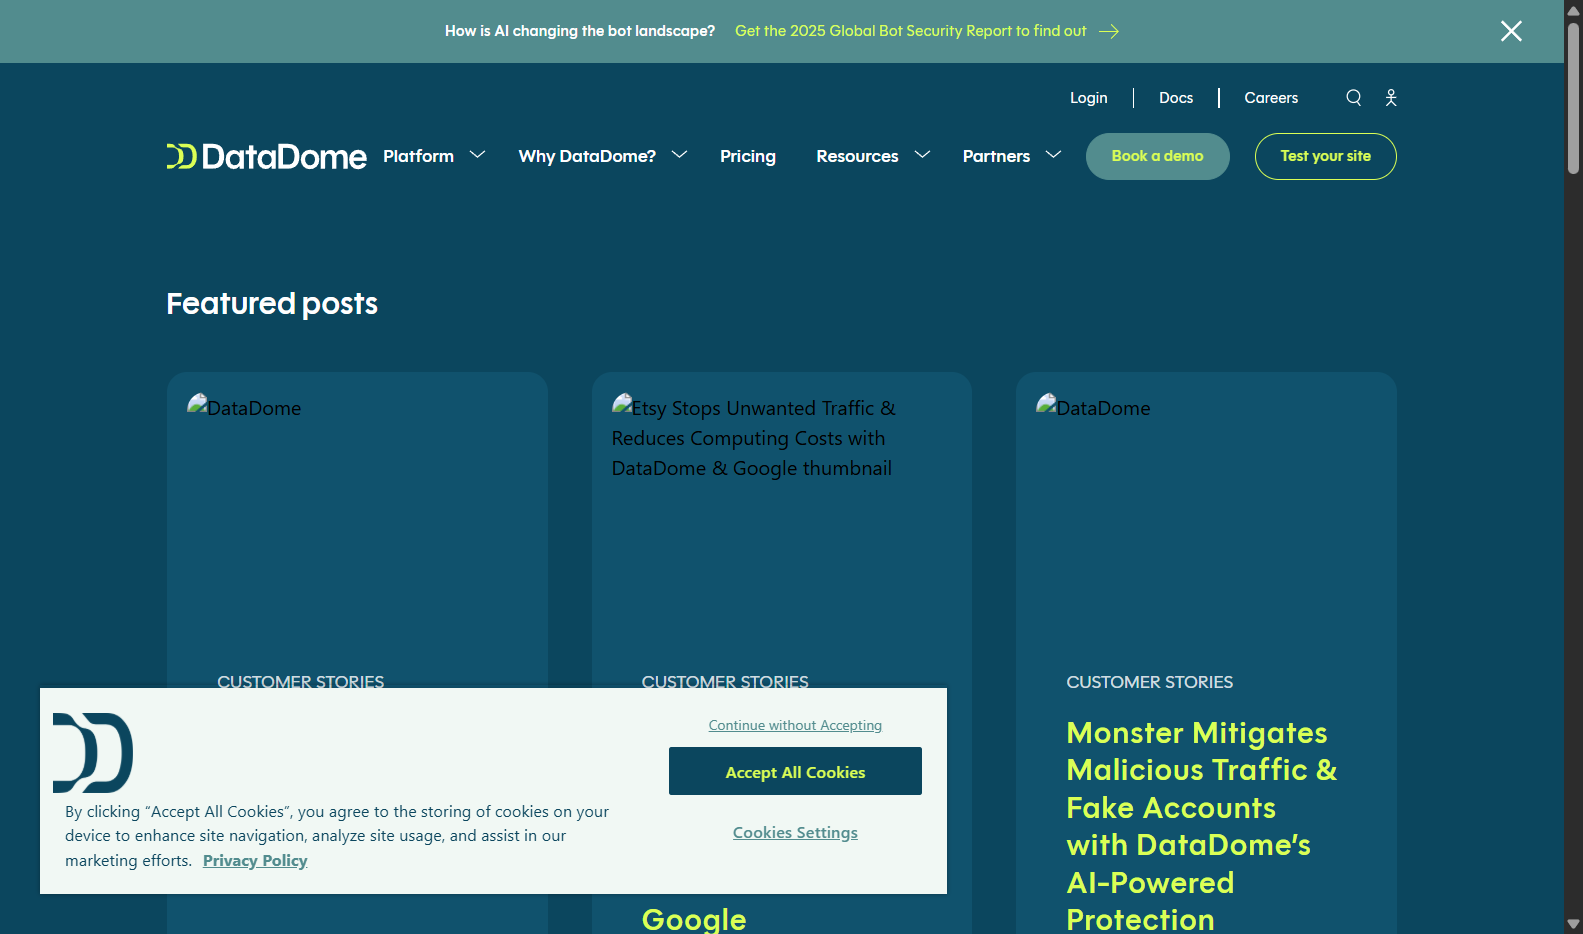 How is AI changing the bot landscape? Get the 2025 Global Bot Security Report to find out
Login Docs Careers
DataDome Platform Why DataDome? Pricing Resources Partners Book a demo Test your site
Featured posts
DataDome
CUSTOMER STORIES
Etsy Stops Unwanted Traffic &
Reduces Computing Costs with
DataDome & Google thumbnail
CUSTOMER STORIES
Google
DataDome
CUSTOMER STORIES
Monster Mitigates
Malicious Traffic &
Fake Accounts
with DataDome’s
AI-Powered
Protection
By clicking “Accept All Cookies”, you agree to the storing of cookies on your
device to enhance site navigation, analyze site usage, and assist in our
marketing efforts. Privacy Policy
Continue without Accepting
Accept All Cookies
Cookies Settings